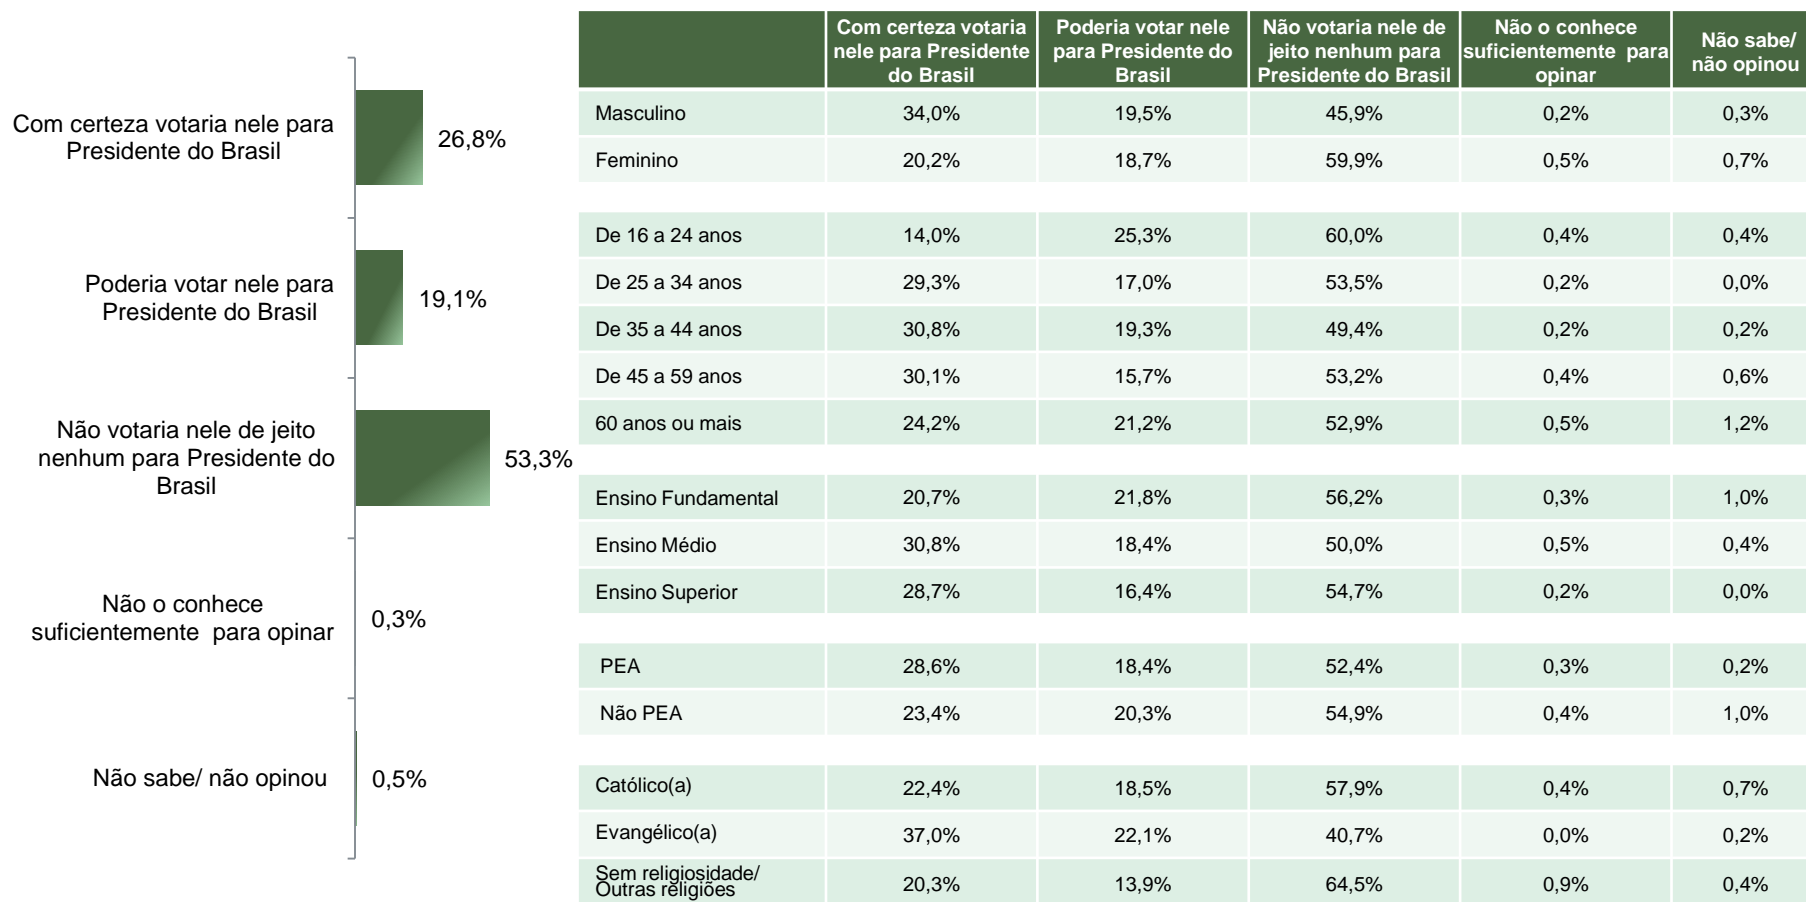 Com certeza votaria nele para
Presidente do Brasil
26,8%
Poderia votar nele para
Presidente do Brasil
19,1%
Não votaria nele de jeito
nenhum para Presidente do
Brasil
53,3%
Não o conhece
suficientemente para opinar
0,3%
Não sabe/ não opinou
0,5%
Com certeza votaria nele para Presidente do Brasil Poderia votar nele para Presidente do Brasil Não votaria nele de jeito nenhum para Presidente do Brasil Não o conhece suficientemente para opinar Não sabe/ não opinou
Masculino 34,0% 19,5% 45,9% 0,2% 0,3%
Feminino 20,2% 18,7% 59,9% 0,5% 0,7%
De 16 a 24 anos 14,0% 25,3% 60,0% 0,4% 0,4%
De 25 a 34 anos 29,3% 17,0% 53,5% 0,2% 0,0%
De 35 a 44 anos 30,8% 19,3% 49,4% 0,2% 0,2%
De 45 a 59 anos 30,1% 15,7% 53,2% 0,4% 0,6%
60 anos ou mais 24,2% 21,2% 52,9% 0,5% 1,2%
Ensino Fundamental 20,7% 21,8% 56,2% 0,3% 1,0%
Ensino Médio 30,8% 18,4% 50,0% 0,5% 0,4%
Ensino Superior 28,7% 16,4% 54,7% 0,2% 0,0%
PEA 28,6% 18,4% 52,4% 0,3% 0,2%
Não PEA 23,4% 20,3% 54,9% 0,4% 1,0%
Católico(a) 22,4% 18,5% 57,9% 0,4% 0,7%
Evangélico(a) 37,0% 22,1% 40,7% 0,0% 0,2%
Sem religiosidade/
Outras religiões 20,3% 13,9% 64,5% 0,9% 0,4%